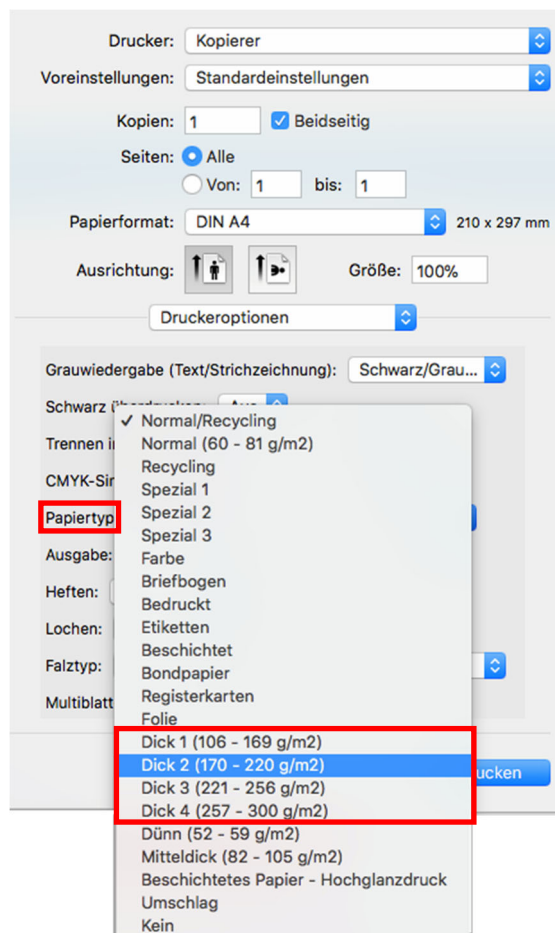 Drucker: Kopierer
Voreinstellungen: Standardeinstellungen
Kopien: 1 Beidseitig
Seiten: Alle
Von: 1 bis: 1
Papierformat: DIN A4 210 x 297 mm
Ausrichtung: Größe: 100%
Druckeroptionen
Grauwiedergabe (Text/Strichzeichnung): Schwarz/Grau...
Schwarz
Trennen
CMYK-Sir
Papiertyp
Ausgabe:
Heften:
Lochen:
Falztyp:
Multiblatt
✓ Normal/Recycling
Normal (60 - 81 g/m2)
Recycling
Spezial 1
Spezial 2
Spezial 3
Farbe
Briefbogen
Bedruckt
Etiketten
Beschichtet
Bondpapier
Registerkarten
Folie
Dick 1 (106 - 169 g/m2)
Dick 2 (170 - 220 g/m2)
Dick 3 (221 - 256 g/m2)
Dick 4 (257 - 300 g/m2)
Dünn (52 - 59 g/m2)
Mitteldick (82 - 105 g/m2)
Beschichtetes Papier - Hochglanzdruck
Umschlag
Kein
ucken